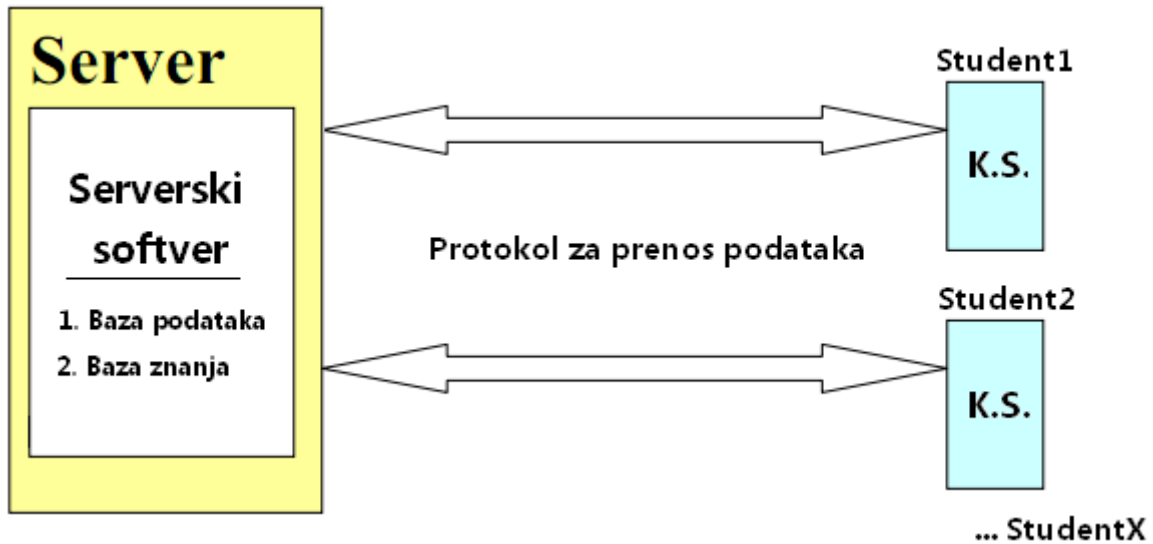 Server
Serverski
softver
1. Baza podataka
2. Baza znanja
Protokol za prenos podataka
Student1
K.S.
Student2
K.S.
... StudentX